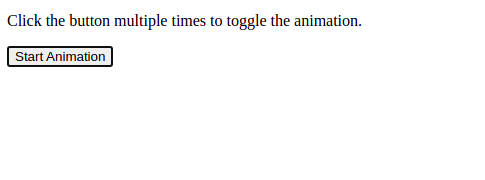 Click the button multiple times to toggle the animation.
Start Animation